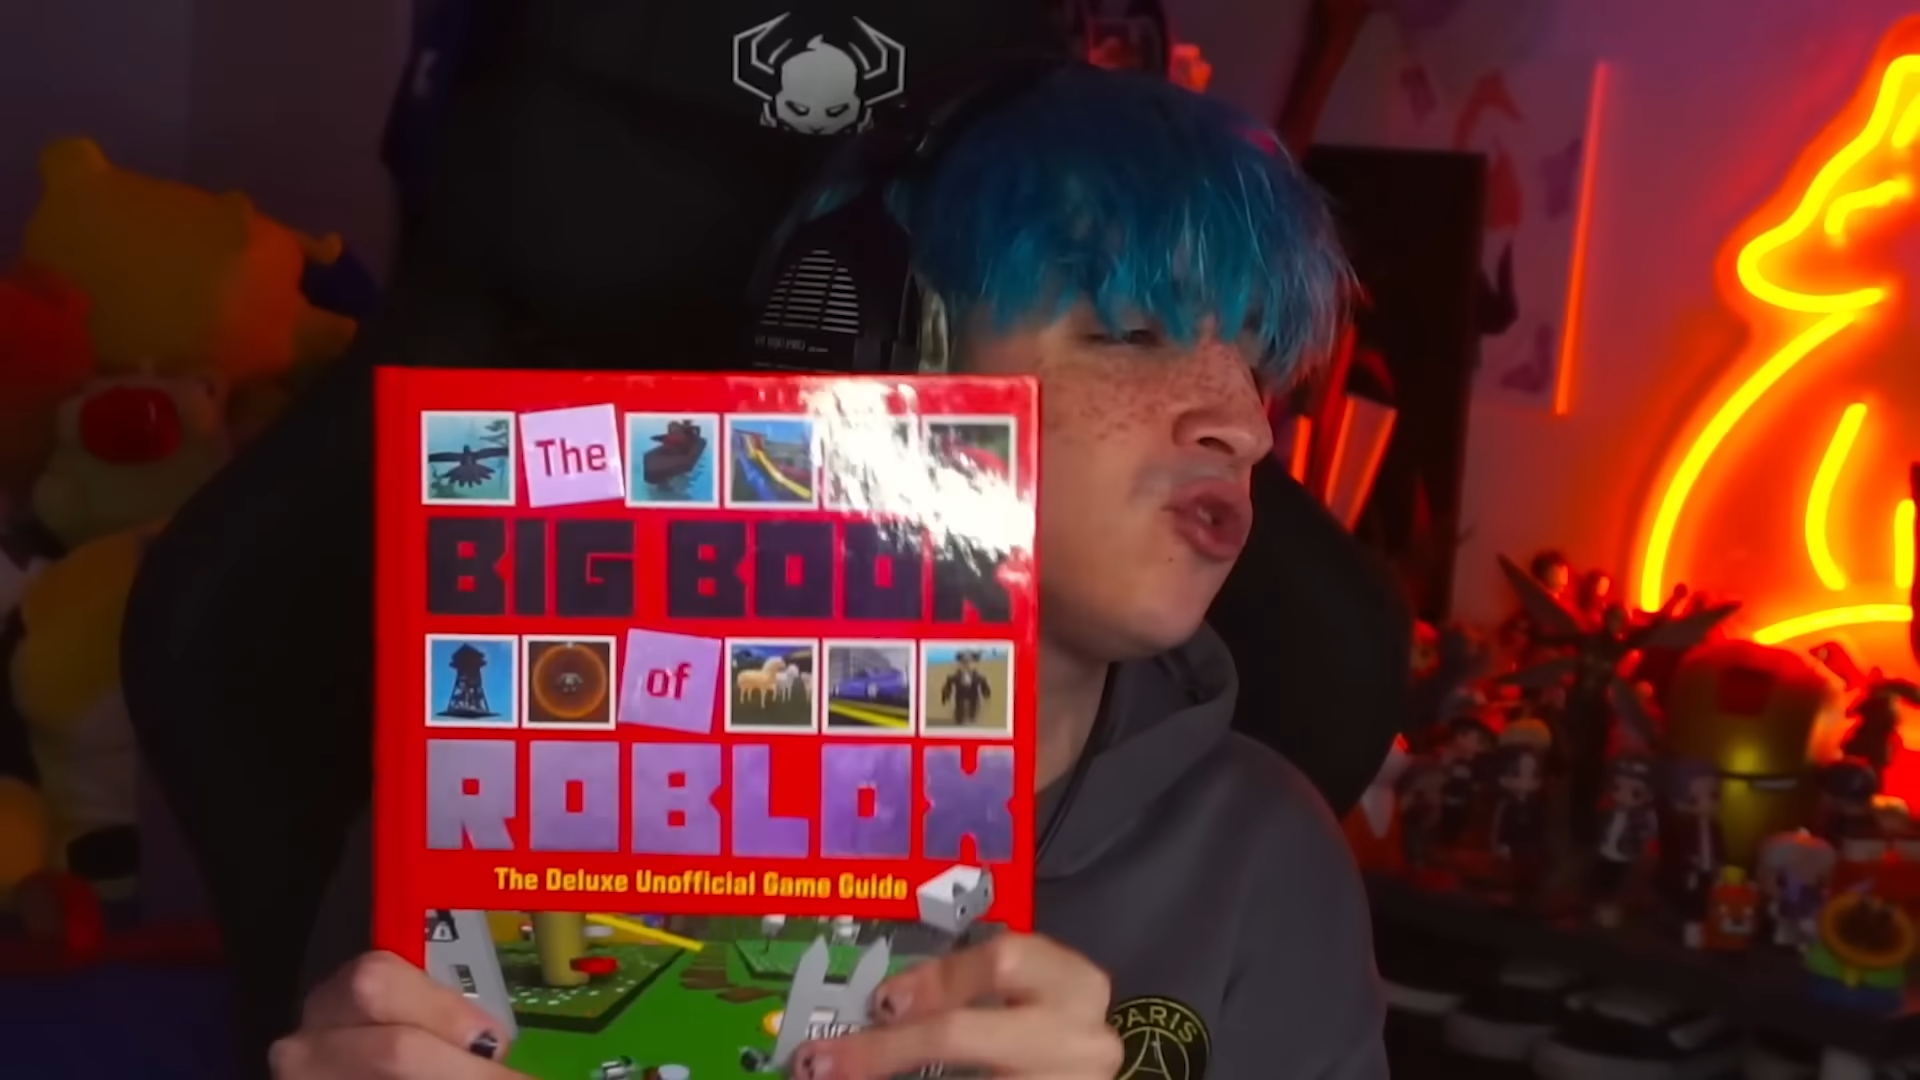 The
BIG BOOK
of
ROBLOX
The Deluxe Unofficial Game Guide
PARIS